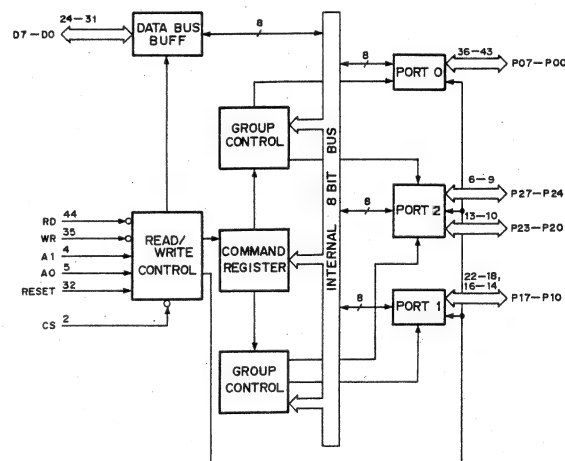 24-31
D7-D0
DATA BUS
BUFF
8
8
36-43
P07-P00
PORT 0
GROUP
CONTROL
INTERNAL 8 BIT BUS
6-9
P27-P24
8
PORT 2
13-10
P23-P20
RD 44
WR 35
A1 4
A0 5
RESET 32
CS 2
READ/
WRITE
CONTROL
COMMAND
REGISTER
22-18,
16-14
P17-P10
8
PORT 1
GROUP
CONTROL